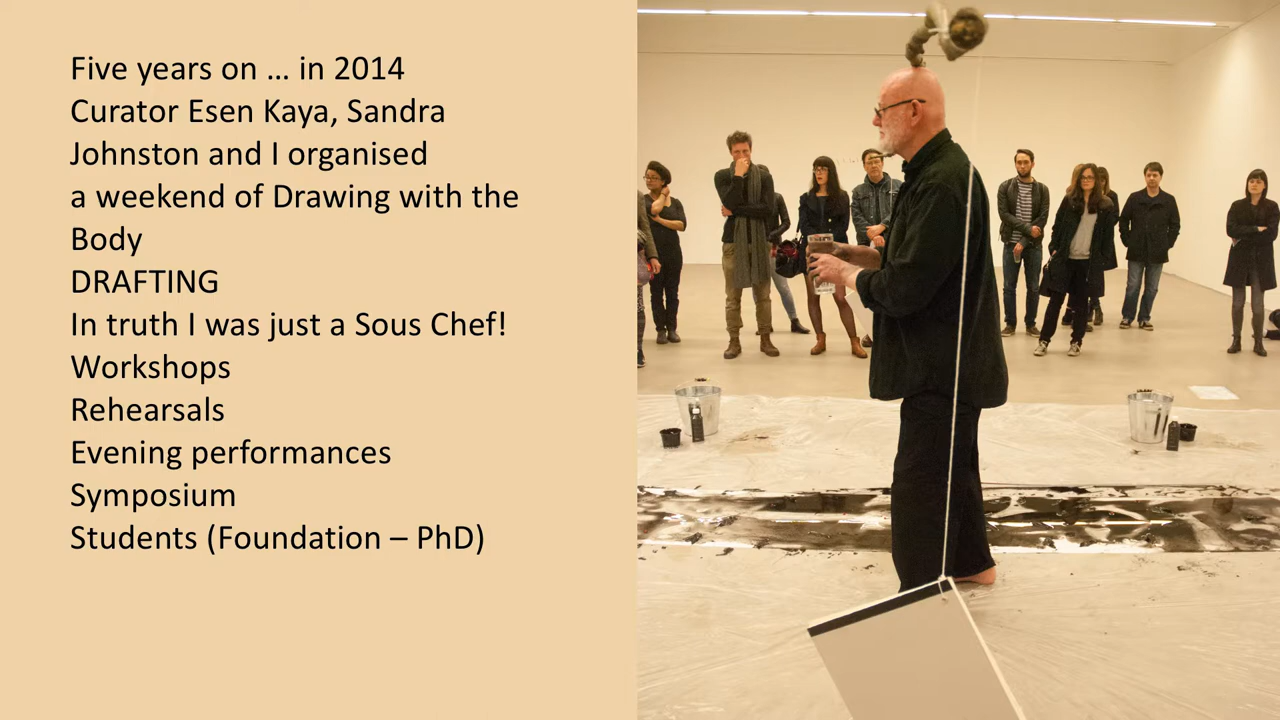 Five years on … in 2014
Curator Esen Kaya, Sandra
Johnston and I organised
a weekend of Drawing with the
Body
DRAFTING
In truth I was just a Sous Chef!
Workshops
Rehearsals
Evening performances
Symposium
Students (Foundation – PhD)